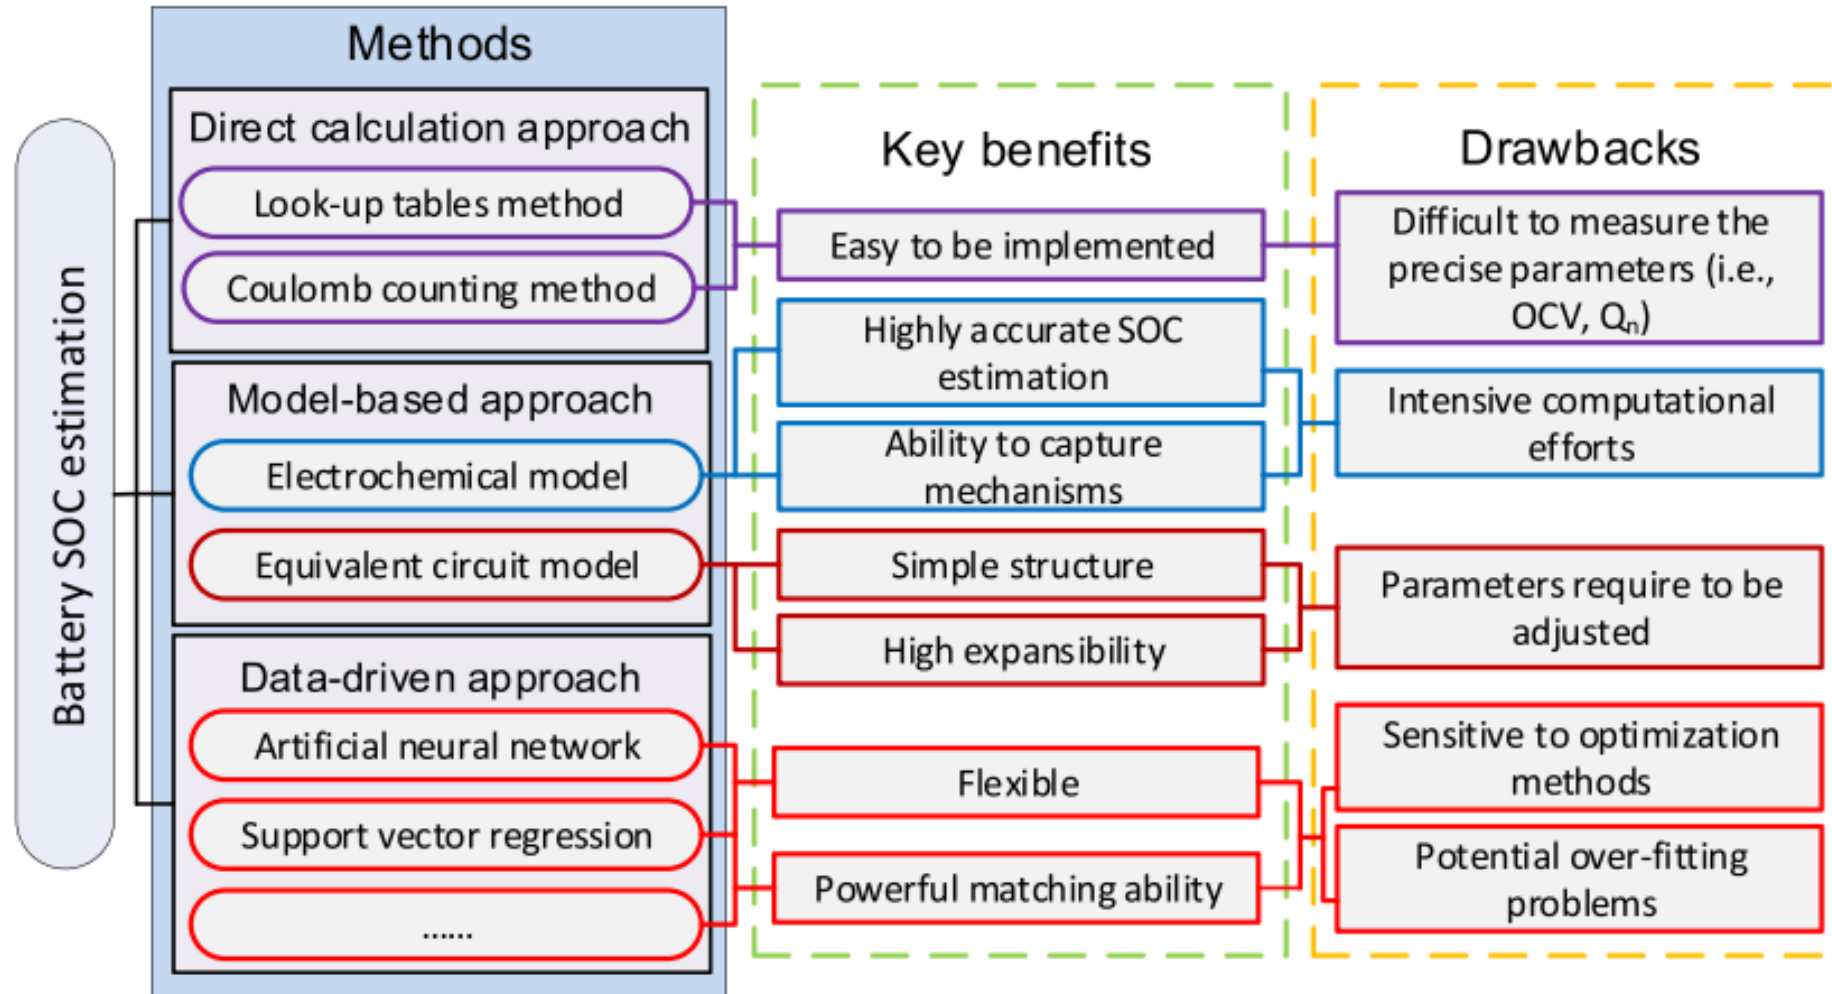 Battery SOC estimation
Methods
Direct calculation approach
Look-up tables method
Coulomb counting method
Model-based approach
Electrochemical model
Equivalent circuit model
Data-driven approach
Artificial neural network
Support vector regression
......
Key benefits
Easy to be implemented
Highly accurate SOC
estimation
Ability to capture
mechanisms
Simple structure
High expansibility
Flexible
Powerful matching ability
Drawbacks
Difficult to measure the
precise parameters (i.e.,
OCV, Qₙ)
Intensive computational
efforts
Parameters require to be
adjusted
Sensitive to optimization
methods
Potential over-fitting
problems